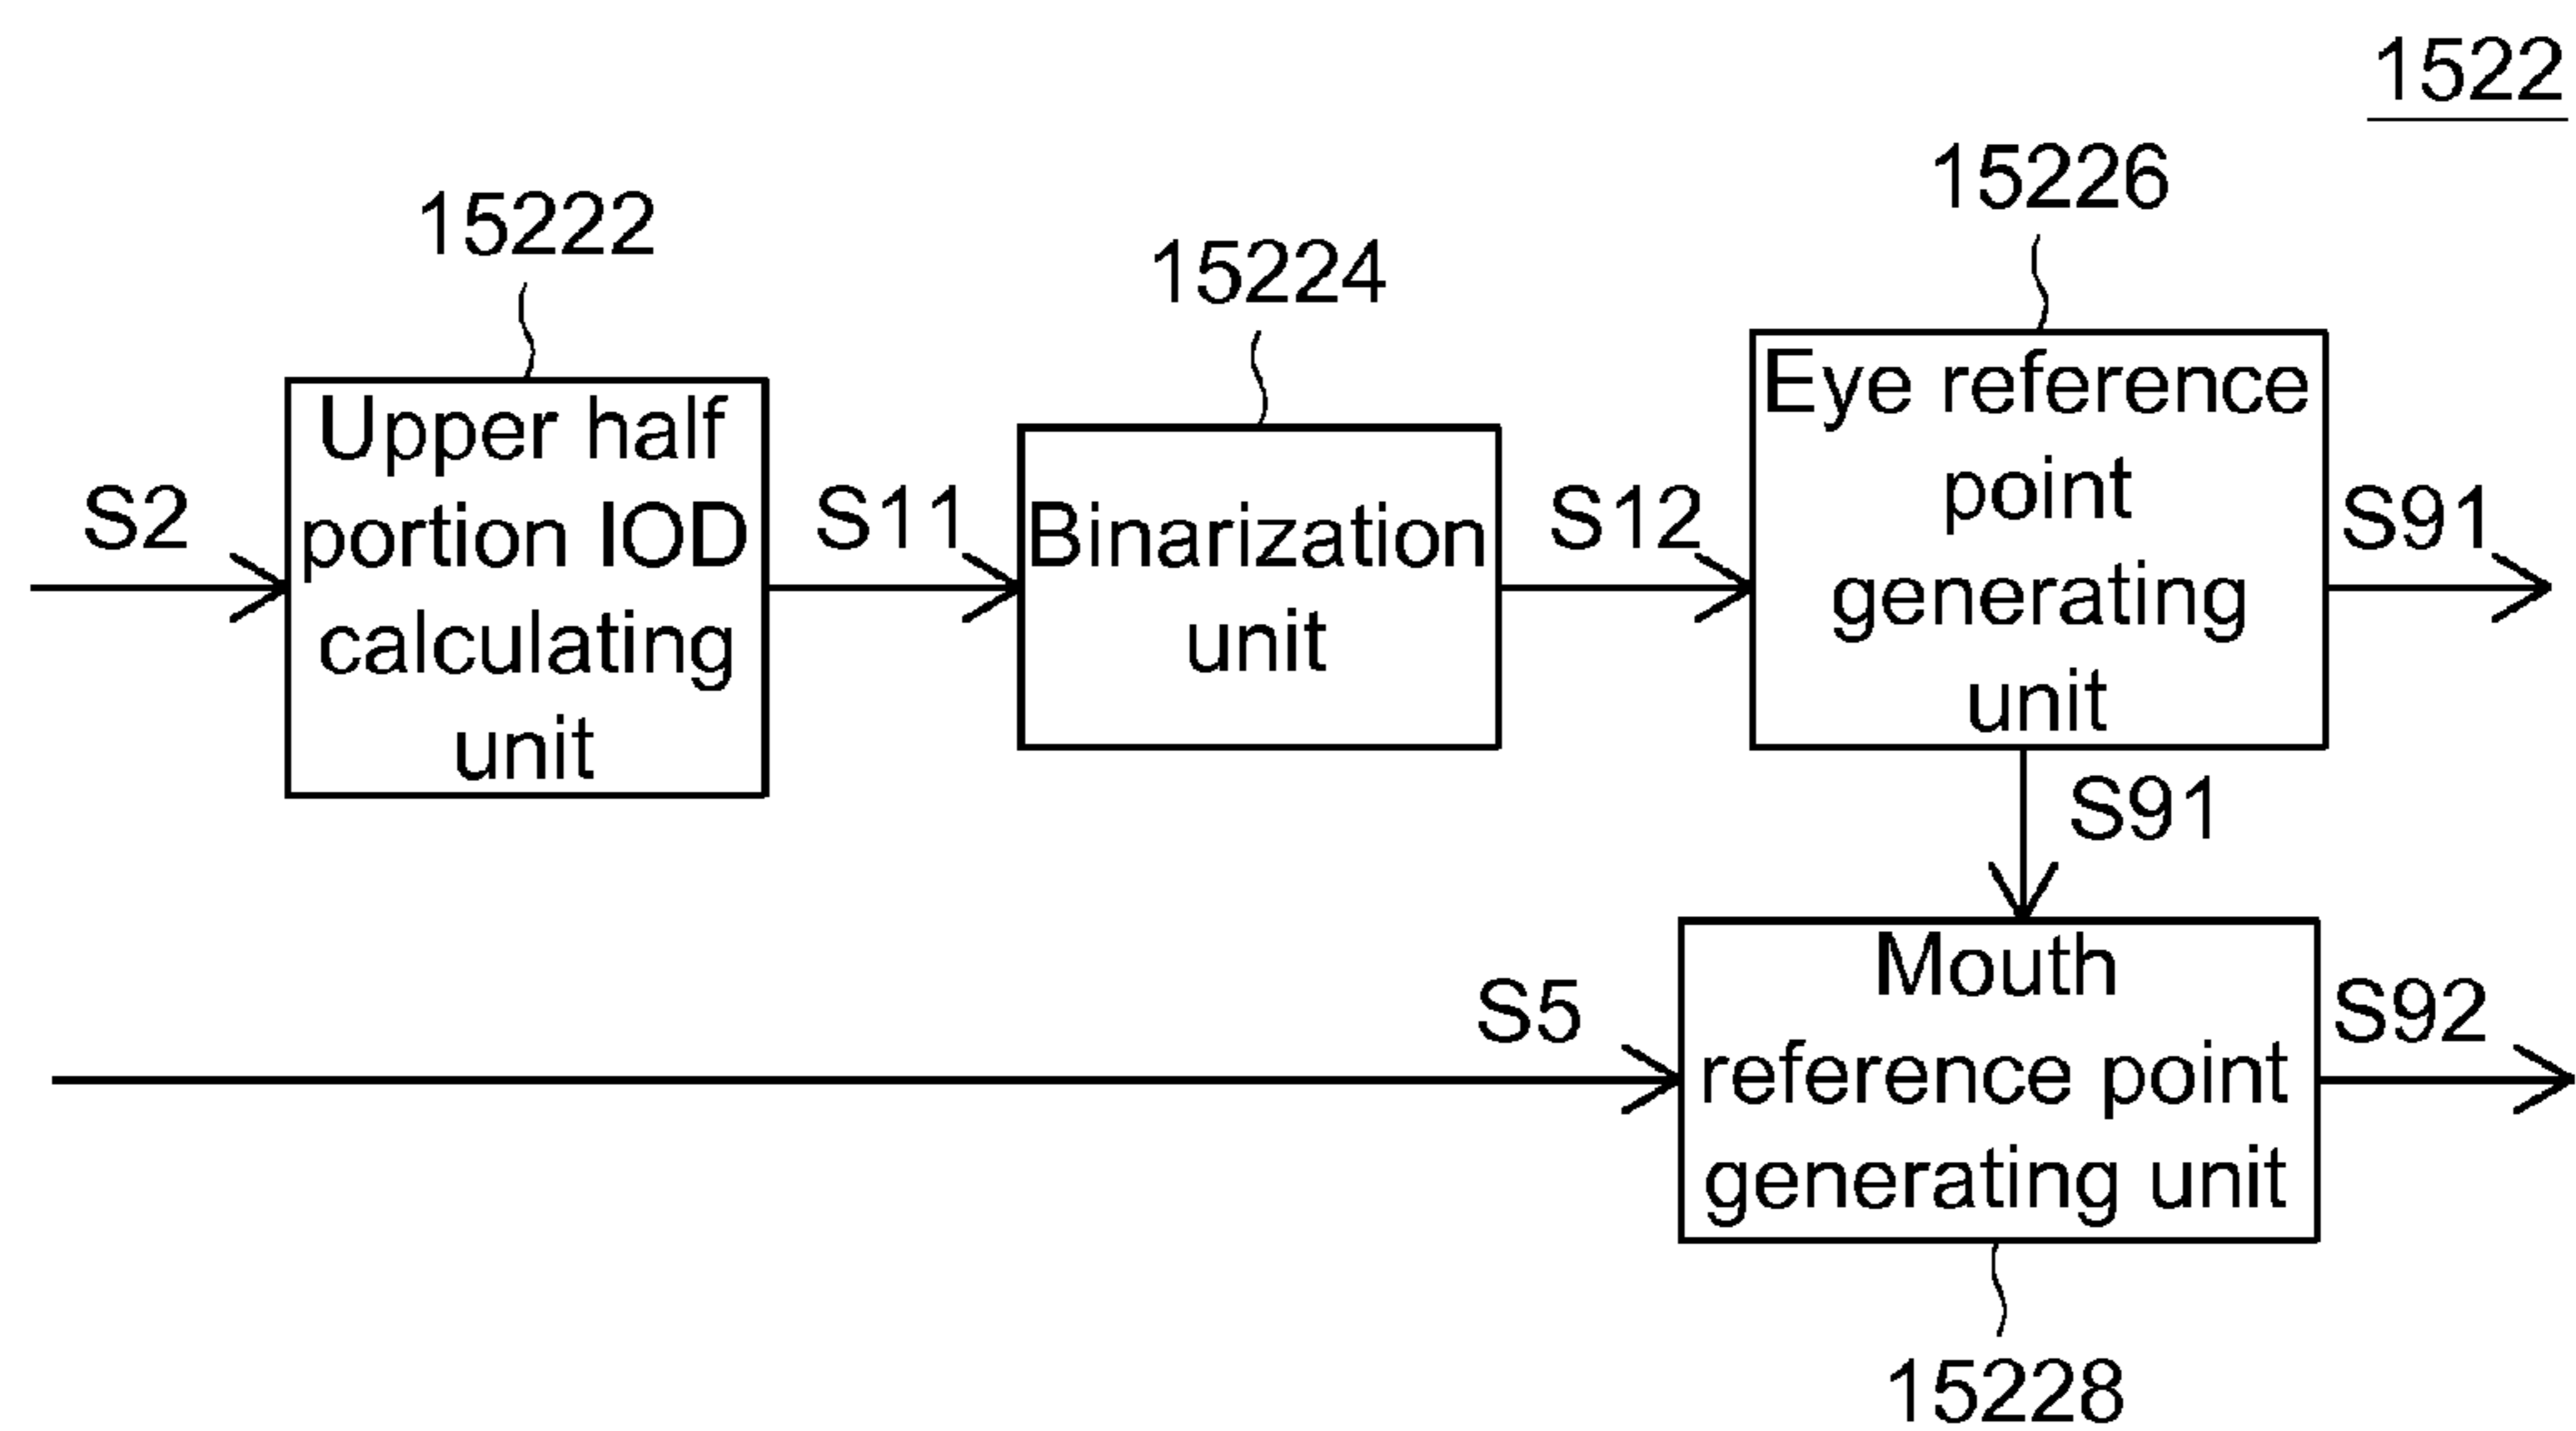 1522
15222
15224
15226
Upper half
portion IOD
calculating
unit
Binarization
unit
Eye reference
point
generating
unit
S2
S11
S12
S91
S91
S5
Mouth
reference point
generating unit
S92
15228